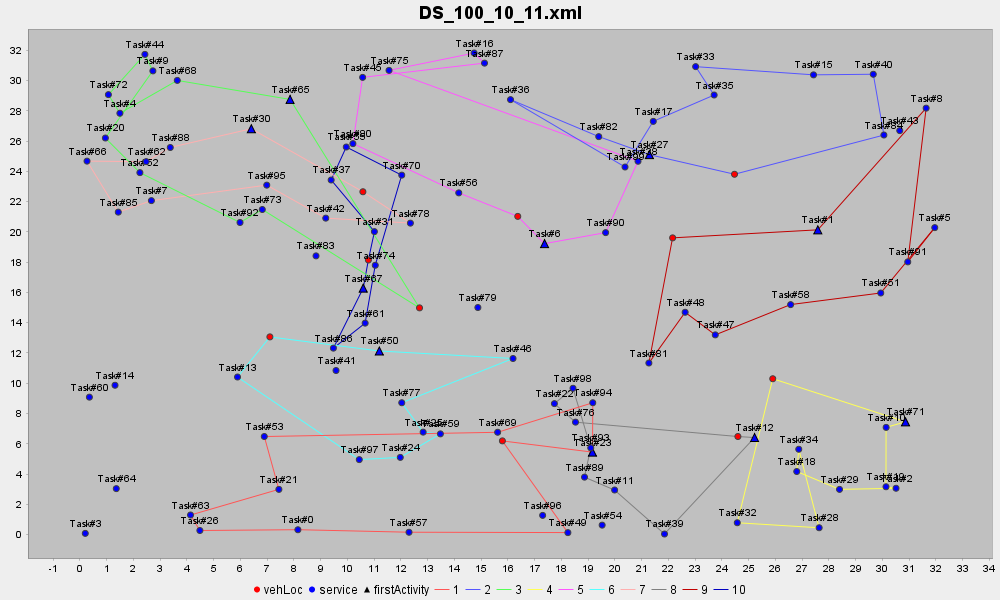 DS_100_10_11.xml
32
30
28
26
24
22
20
18
16
14
12
10
8
6
4
2
0
Task#44
Task#9
Task#68
Task#72
Task#4
Task#65
Task#20
Task#88
Task#30
Task#66
Task#62
Task#52
Task#85
Task#7
Task#95
Task#73
Task#92
Task#42
Task#83
Task#16
Task#87
Task#45
Task#75
Task#80
Task#37
Task#70
Task#56
Task#78
Task#31
Task#74
Task#67
Task#61
Task#86
Task#50
Task#41
Task#79
Task#6
Task#90
Task#36
Task#82
Task#17
Task#27
Task#33
Task#35
Task#15
Task#40
Task#43
Task#8
Task#1
Task#5
Task#91
Task#51
Task#58
Task#48
Task#47
Task#81
Task#46
Task#13
Task#77
Task#59
Task#97
Task#24
Task#53
Task#21
Task#63
Task#26
Task#0
Task#57
Task#49
Task#69
Task#14
Task#60
Task#64
Task#3
Task#98
Task#22
Task#94
Task#76
Task#93
Task#23
Task#89
Task#11
Task#96
Task#54
Task#39
Task#12
Task#32
Task#34
Task#18
Task#29
Task#28
Task#2
Task#10
Task#71
-1 0 1 2 3 4 5 6 7 8 9 10 11 12 13 14 15 16 17 18 19 20 21 22 23 24 25 26 27 28 29 30 31 32 33 34
vehLoc service firstActivity 1 2 3 4 5 6 7 8 9 10